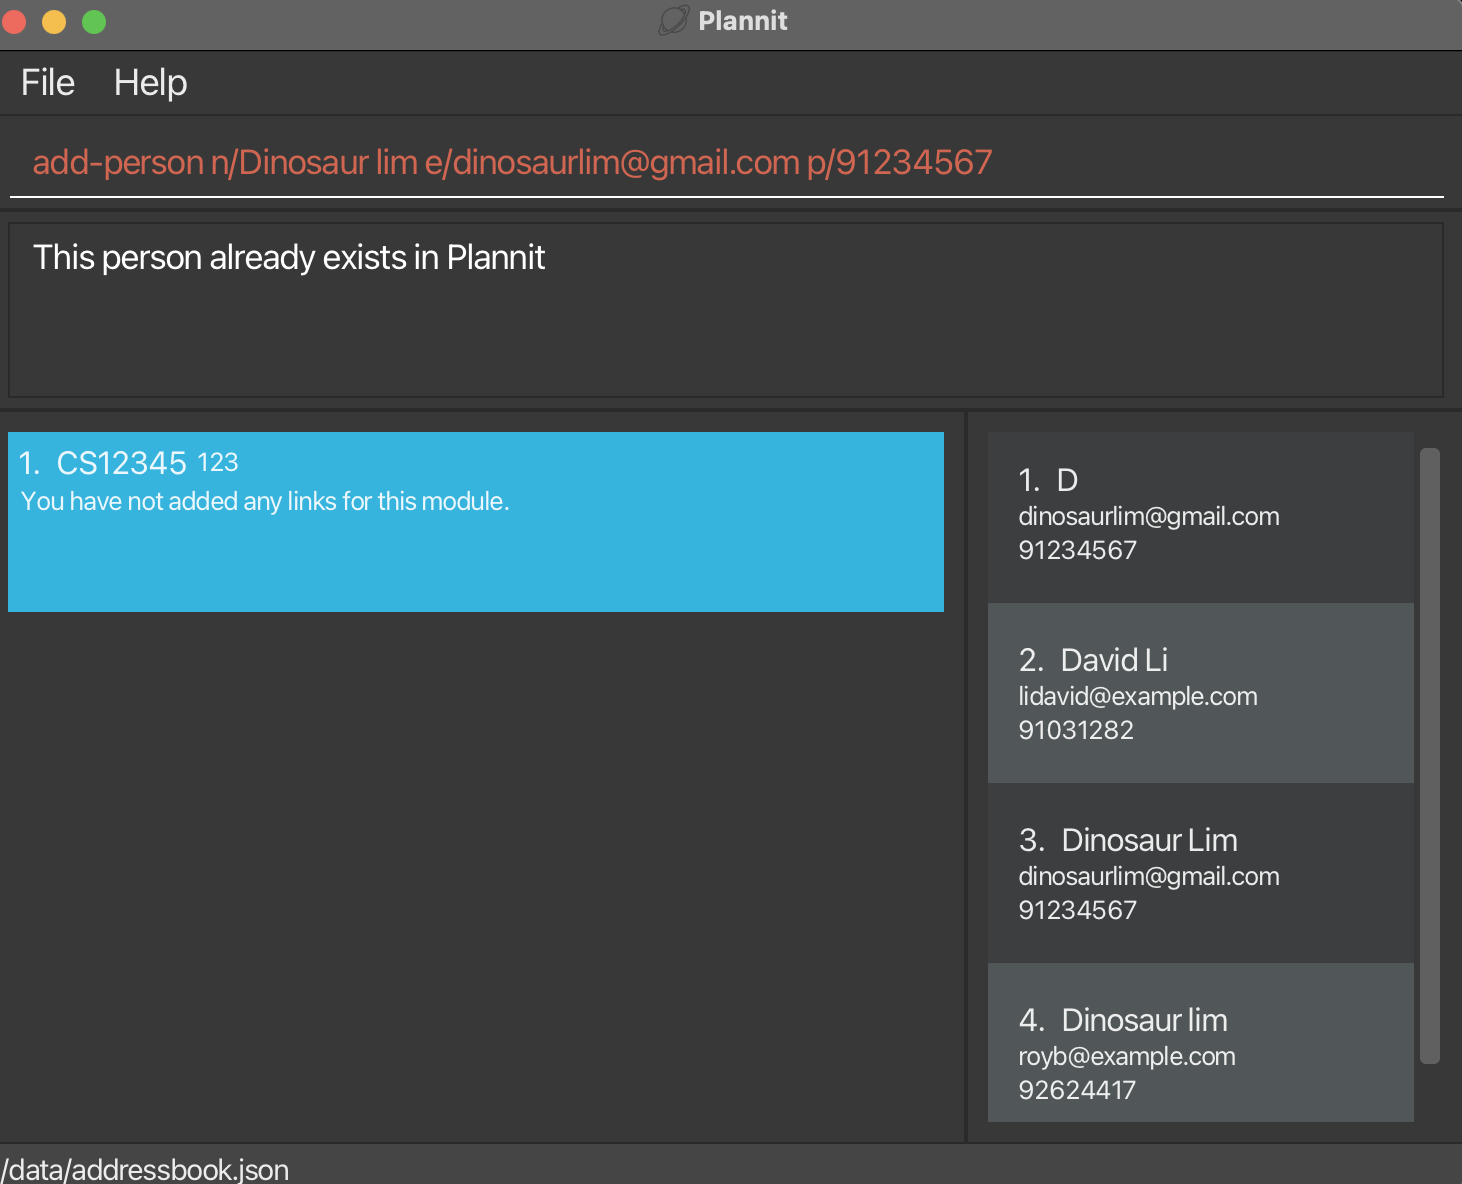 Plannit
File Help
add-person n/Dinosaur lim e/dinosaurlim@gmail.com p/91234567
This person already exists in Plannit
1. CS12345 123
You have not added any links for this module.
1. D
dinosaurlim@gmail.com
91234567
2. David Li
lidavid@example.com
91031282
3. Dinosaur Lim
dinosaurlim@gmail.com
91234567
4. Dinosaur lim
royb@example.com
92624417
/data/addressbook.json